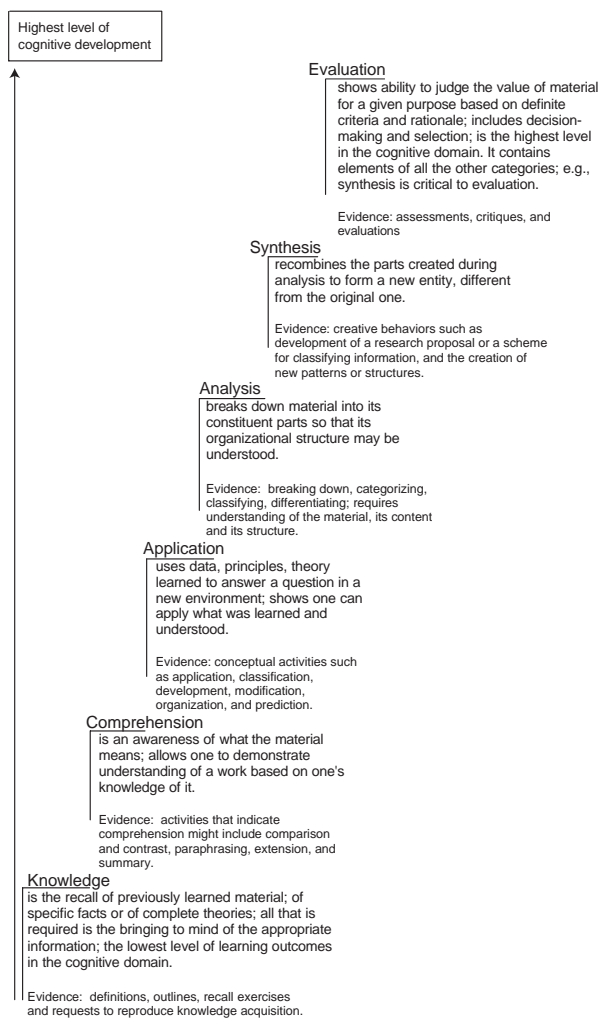 Highest level of
cognitive development
Evaluation
shows ability to judge the value of material
for a given purpose based on definite
criteria and rationale; includes decision-
making and selection; is the highest level
in the cognitive domain. It contains
elements of all the other categories; e.g.,
synthesis is critical to evaluation.
Evidence: assessments, critiques, and
evaluations
Synthesis
recombines the parts created during
analysis to form a new entity, different
from the original one.
Evidence: creative behaviors such as
development of a research proposal or a scheme
for classifying information, and the creation of
new patterns or structures.
Analysis
breaks down material into its
constituent parts so that its
organizational structure may be
understood.
Evidence: breaking down, categorizing,
classifying, differentiating; requires
understanding of the material, its content
and its structure.
Application
uses data, principles, theory
learned to answer a question in a
new environment; shows one can
apply what was learned and
understood.
Evidence: conceptual activities such
as application, classification,
development, modification,
organization, and prediction.
Comprehension
is an awareness of what the material
means; allows one to demonstrate
understanding of a work based on one's
knowledge of it.
Evidence: activities that indicate
comprehension might include comparison
and contrast, paraphrasing, extension, and
summary.
Knowledge
is the recall of previously learned material; of
specific facts or of complete theories; all that is
required is the bringing to mind of the appropriate
information; the lowest level of learning outcomes
in the cognitive domain.
Evidence: definitions, outlines, recall exercises
and requests to reproduce knowledge acquisition.